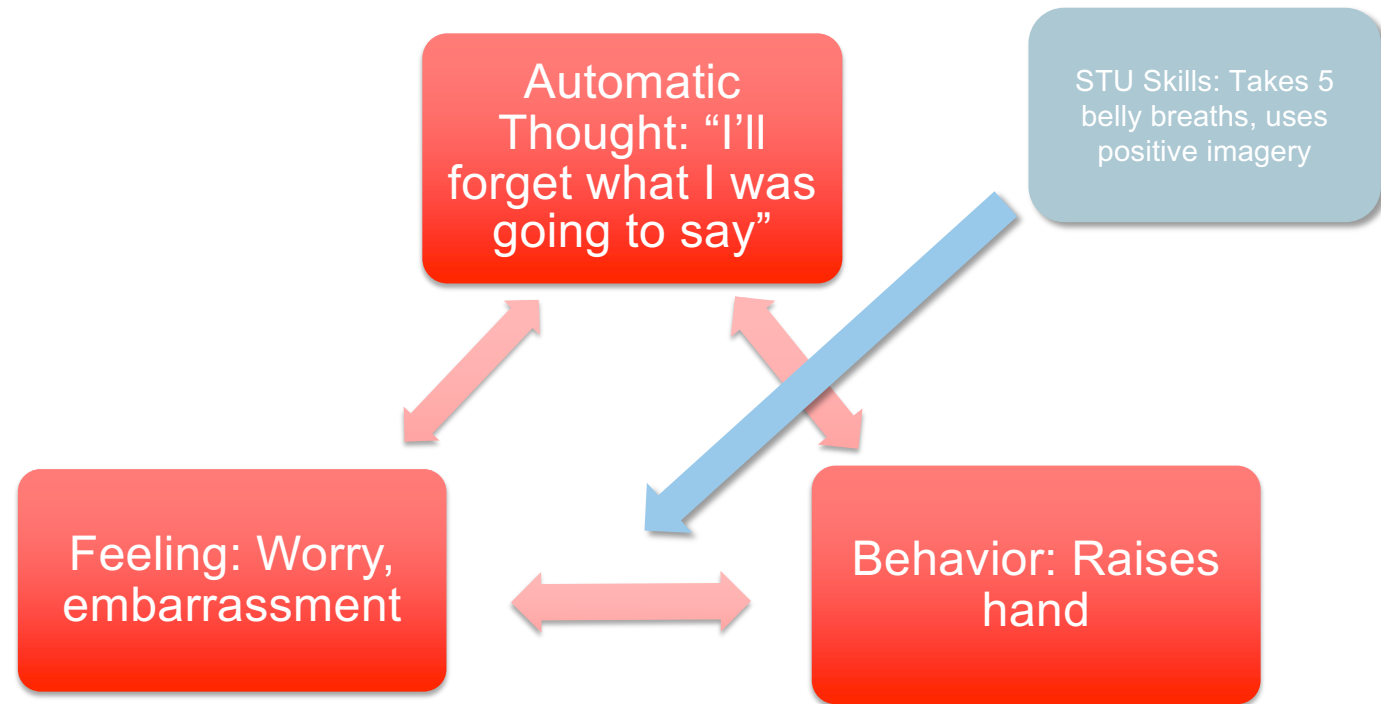 Automatic
Thought: “I’ll
forget what I was
going to say”
STU Skills: Takes 5
belly breaths, uses
positive imagery
Feeling: Worry,
embarrassment
Behavior: Raises
hand